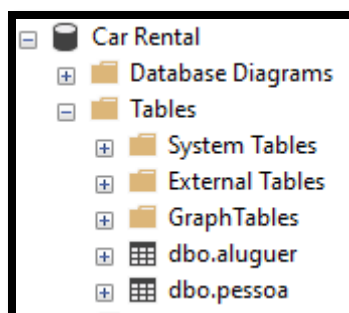 Car Rental
Database Diagrams
Tables
System Tables
External Tables
GraphTables
dbo.aluguer
dbo.pessoa